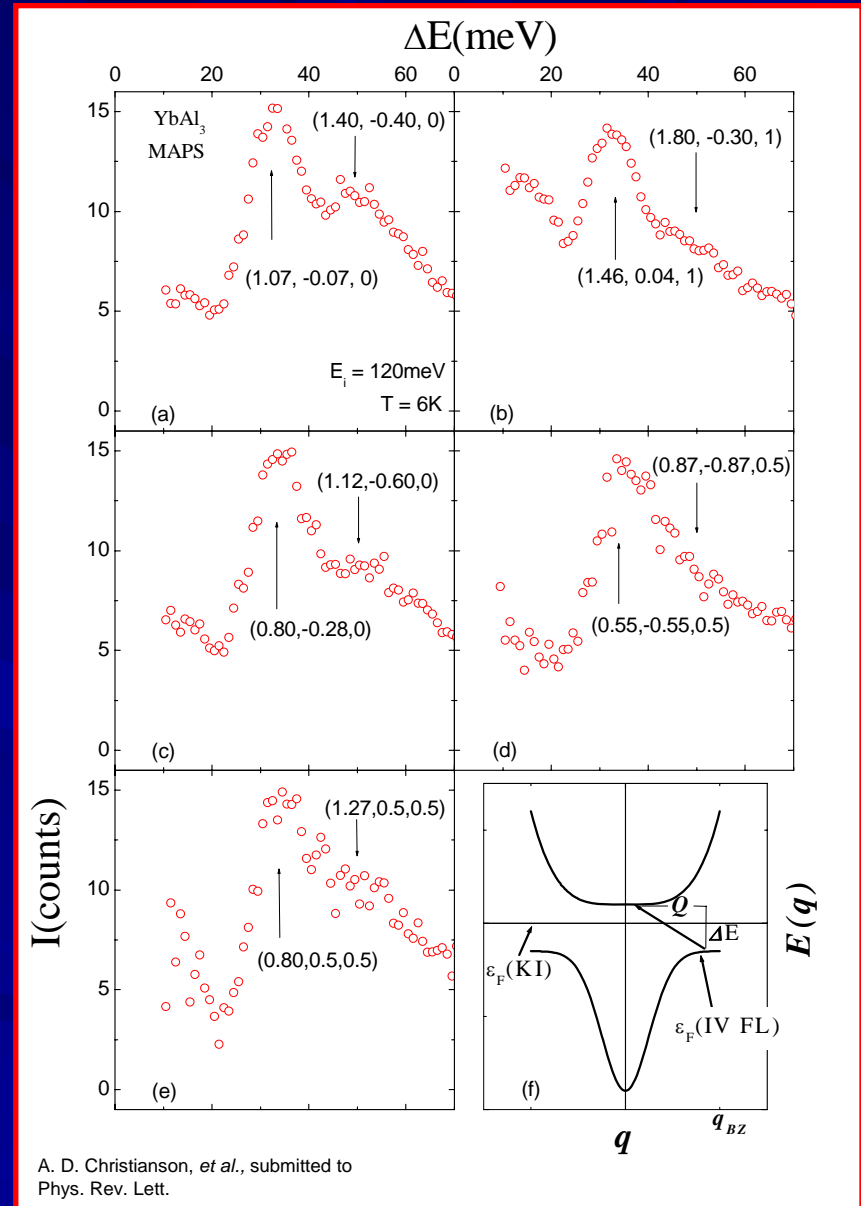 ΔE(meV)
0 20 40 60 0 20 40 60
15
10
5
0
YbAl₃
MAPS
(1.40, -0.40, 0)
(1.07, -0.07, 0)
Eᵢ = 120meV
T = 6K
(a)
(1.80, -0.30, 1)
(1.46, 0.04, 1)
(b)
15
10
5
0
(1.12,-0.60,0)
(0.80,-0.28,0)
(c)
(0.87,-0.87,0.5)
(0.55,-0.55,0.5)
(d)
I(counts)
15
10
5
0
(1.27,0.5,0.5)
(0.80,0.5,0.5)
(e)
Q
ΔE
E(q)
ε_F(KI)
ε_F(IV FL)
(f)
q
q_BZ
A. D. Christianson, et al., submitted to
Phys. Rev. Lett.